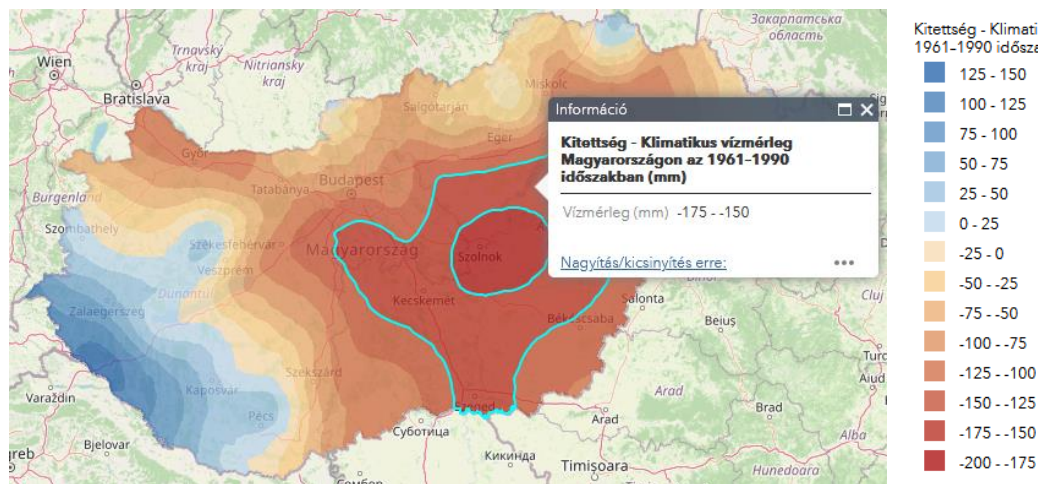 Wien
Bratislava
Trnavský
kraj
Nitriansky
kraj
Закарпатська
область
Miskolc
Salgótarján
Eger
Győr
Tatabánya
Budapest
Burgenland
Szombathely
Székesfehérvár
Veszprém
Magyarország
Szolnok
Dunántúl
Zalaegerszeg
Kecskemét
Békéscsaba
Salonta
Beiuș
Cluj
Szekszárd
Kaposvár
Pécs
Szeged
Varaždin
Bjelovar
Суботица
Кикинда
Сомбор
Arad
Arad
Timișoara
Brad
Alba
Aiud
Hunedoara
Információ
Kitettség - Klimatikus vízmérleg
Magyarországon az 1961-1990
időszakban (mm)
Vízmérleg (mm) -175 - -150
Nagyítás/kicsinyítés erre:
Kitettség - Klimati
1961-1990 idősza
125 - 150
100 - 125
75 - 100
50 - 75
25 - 50
0 - 25
-25 - 0
-50 - -25
-75 - -50
-100 - -75
-125 - -100
-150 - -125
-175 - -150
-200 - -175